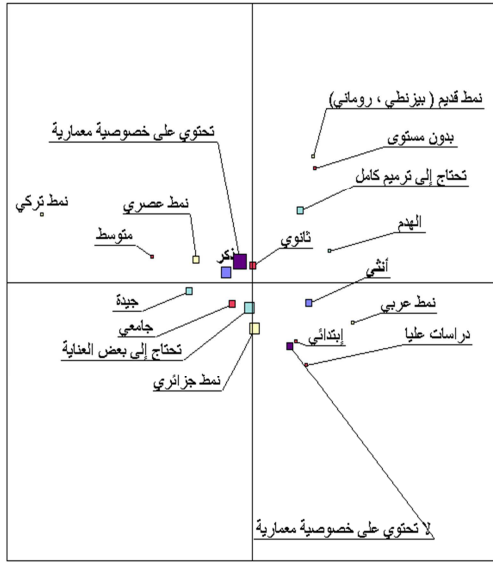 نمط قديم ( بيزنطي ، روماني)
تحتوي على خصوصية معمارية
بدون مستوى
تحتاج إلى ترميم كامل
نمط تركي
نمط عصري
الهدم
متوسط
ذكر
ثانوي
أنثى
جيدة
نمط عربي
جامعي
دراسات عليا
إبتدائي
تحتاج إلى بعض العناية
نمط جزائري
لا تحتوي على خصوصية معمارية